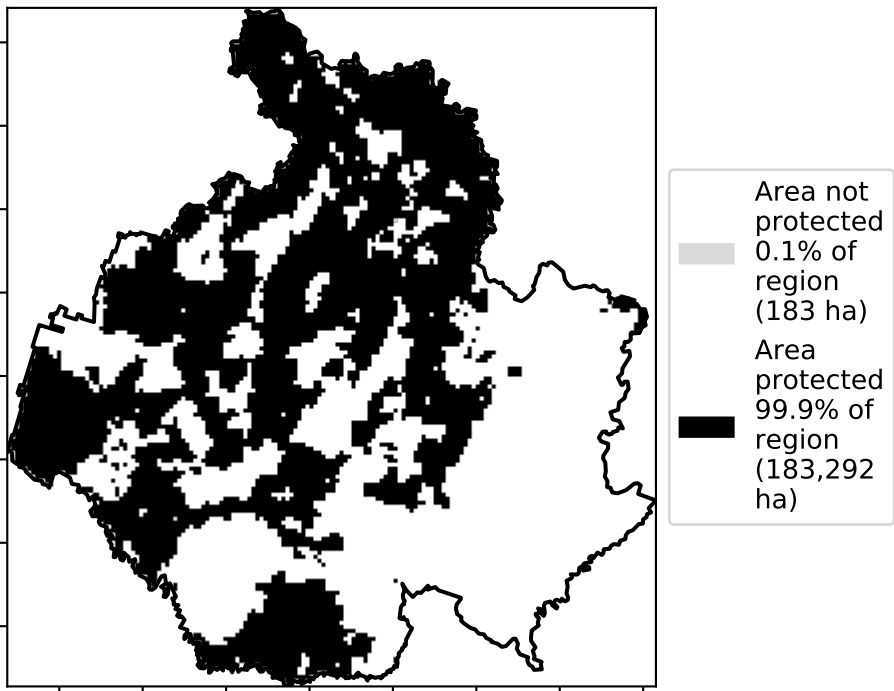 Area not
protected
0.1% of
region
(183 ha)
Area
protected
99.9% of
region
(183,292
ha)